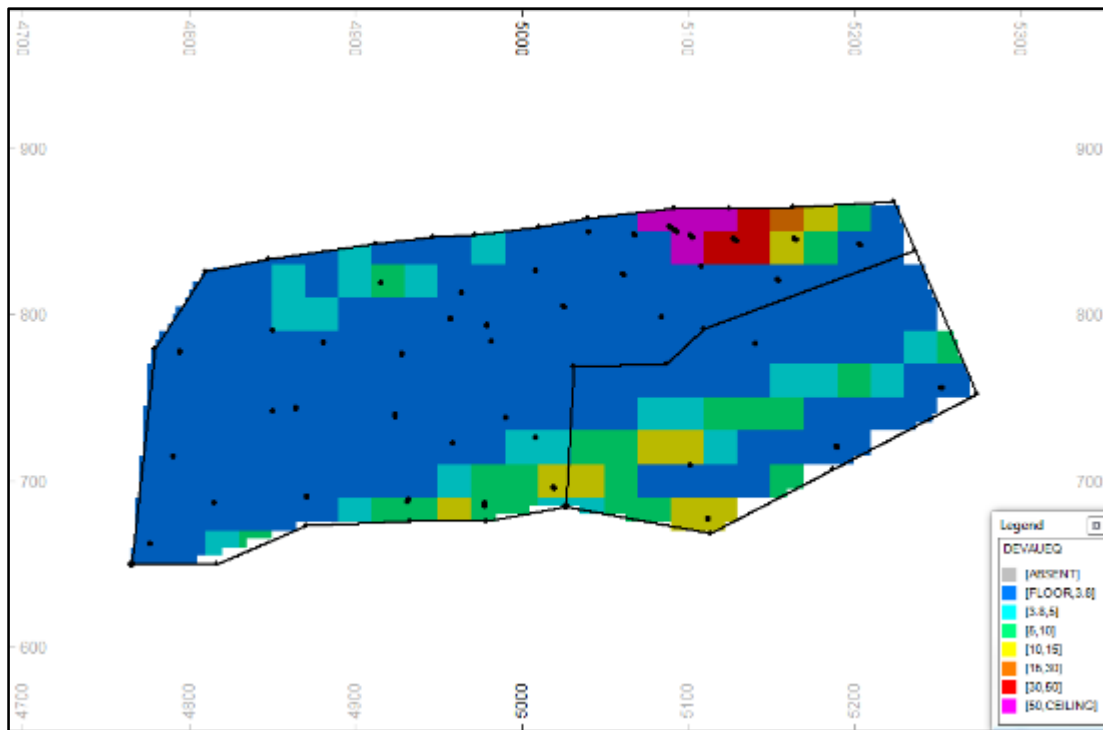 4700 4800 4900 5000 5100 5200 5300
900 900
800 800
700 700
600
4700 4800 4900 5000 5100 5200
Legend
DEVAUEQ
[ABSENT]
[FLOOR,3.8]
[3.8,5]
[5,10]
[10,15]
[15,30]
[30,50]
[50,CEILING]